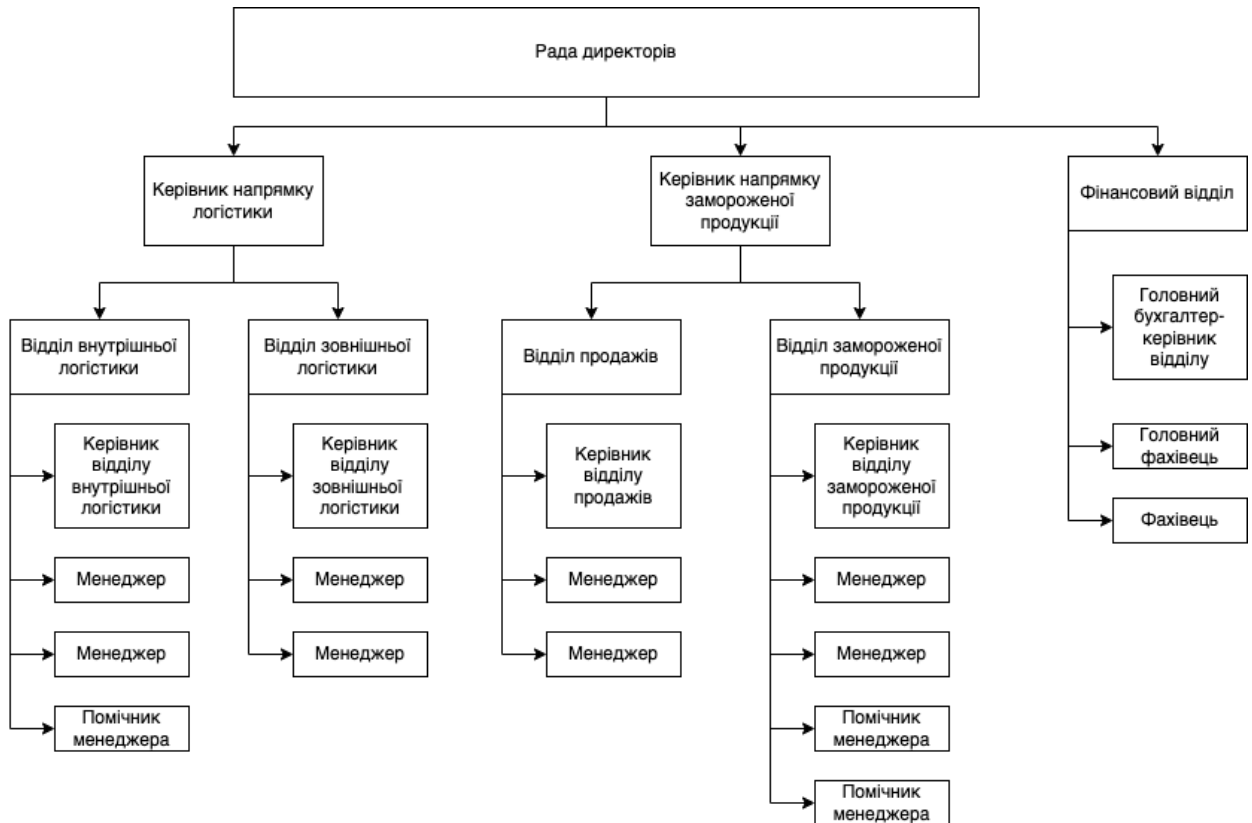 Рада директорів
Керівник напрямку
логістики
Керівник напрямку
замороженої
продукції
Фінансовий відділ
Відділ внутрішньої
логістики
Керівник
відділу
внутрішньої
логістики
Менеджер
Менеджер
Помічник
менеджера
Відділ зовнішньої
логістики
Керівник
відділу
зовнішньої
логістики
Менеджер
Менеджер
Відділ продажів
Керівник
відділу
продажів
Менеджер
Менеджер
Відділ замороженої
продукції
Керівник
відділу
замороженої
продукції
Менеджер
Менеджер
Помічник
менеджера
Помічник
менеджера
Головний
бухгалтер-
керівник
відділу
Головний
фахівець
Фахівець